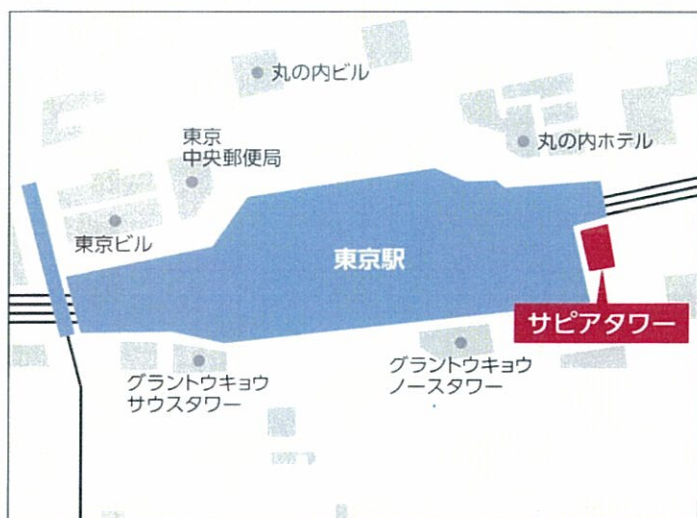 丸の内ビル
東京
中央郵便局
丸の内ホテル
東京ビル
東京駅
サピアタワー
グラントウキョウ
サウスタワー
グラントウキョウ
ノースタワー